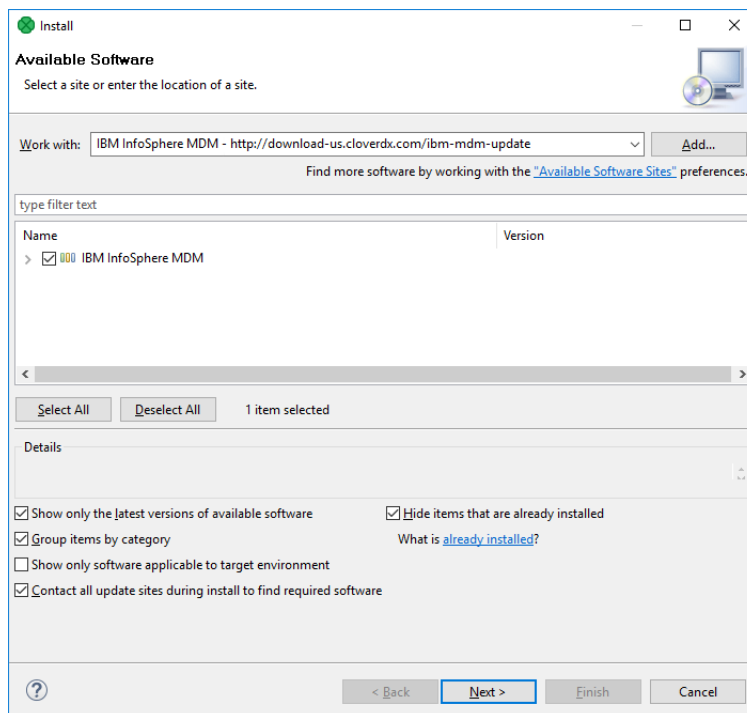 Install
Available Software
Select a site or enter the location of a site.
Work with: IBM InfoSphere MDM - http://download-us.cloverdx.com/ibm-mdm-update Add...
Find more software by working with the "Available Software Sites" preferences.
type filter text
Name Version
IBM InfoSphere MDM
Select All Deselect All 1 item selected
Details
Show only the latest versions of available software Hide items that are already installed
Group items by category What is already installed?
Show only software applicable to target environment
Contact all update sites during install to find required software
? < Back Next > Finish Cancel